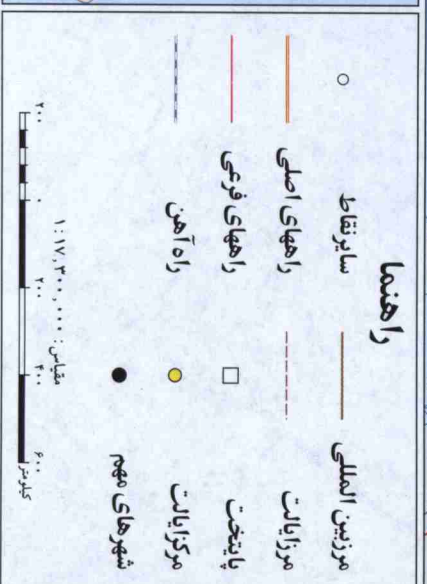 راهنما
مرزبین المللی
مرزایالت
پایتخت
مرکزایالت
شهرهای مهم
سایرنقاط
راههای اصلی
راههای فرعی
راه آهن
مقیاس: ۱:۱۷,۳۰۰,۰۰۰
۲۰۰ ۰ ۲۰۰ ۴۰۰ ۶۰۰
کیلومتر